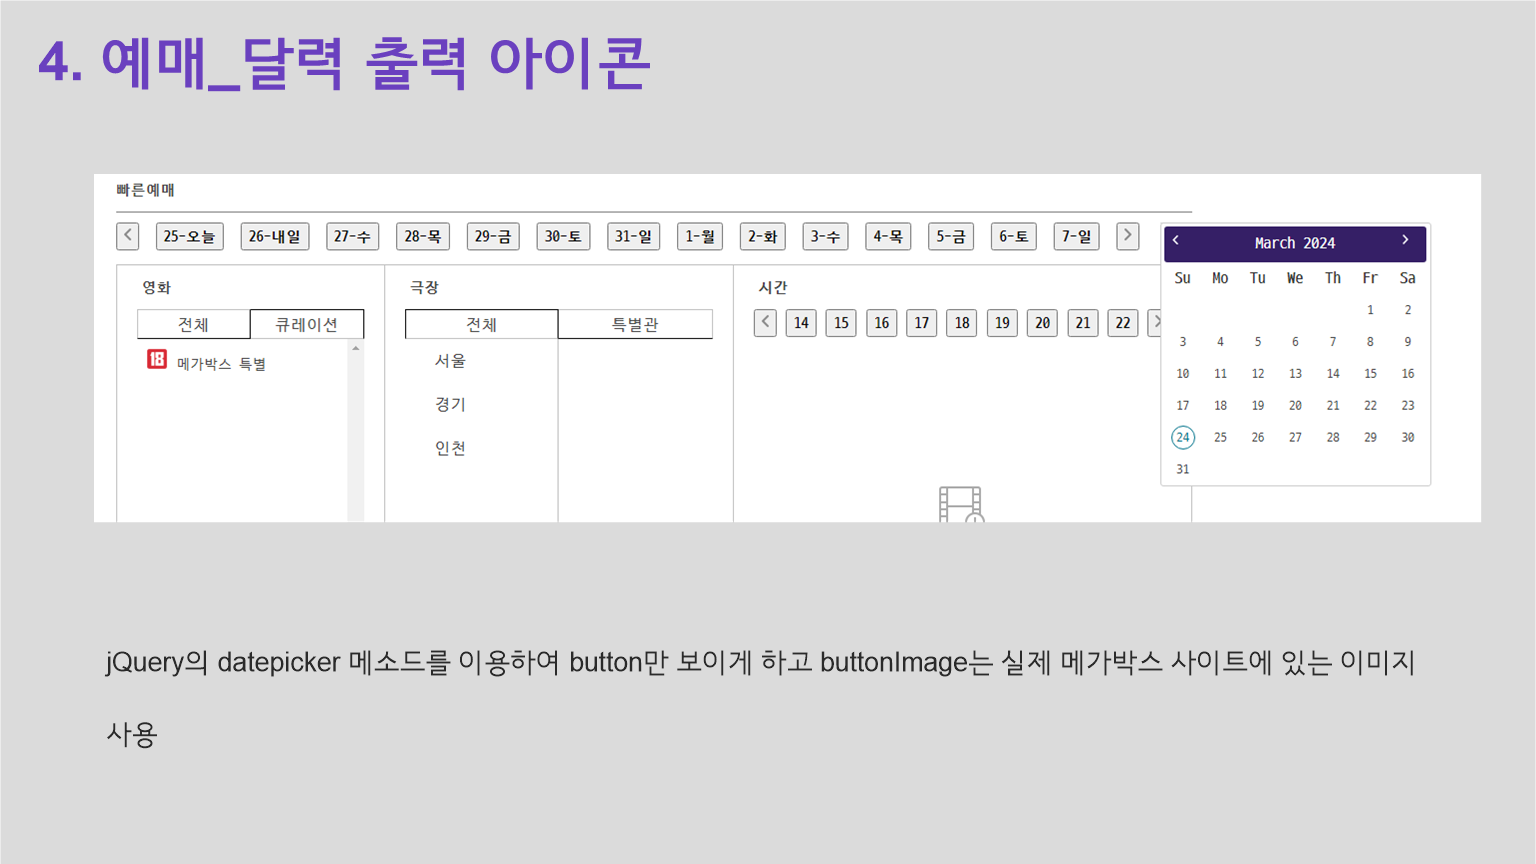 4. 예매_달력 출력 아이콘
빠른예매
25-오늘 26-내일 27-수 28-목 29-금 30-토 31-일 1-월 2-화 3-수 4-목 5-금 6-토 7-일
영화 극장 시간
전체 큐레이션 전체 특별관 14 15 16 17 18 19 20 21 22
18 메가박스 특별
서울
경기
인천
March 2024
Su Mo Tu We Th Fr Sa
1 2
3 4 5 6 7 8 9
10 11 12 13 14 15 16
17 18 19 20 21 22 23
24 25 26 27 28 29 30
31
jQuery의 datepicker 메소드를 이용하여 button만 보이게 하고 buttonImage는 실제 메가박스 사이트에 있는 이미지
사용